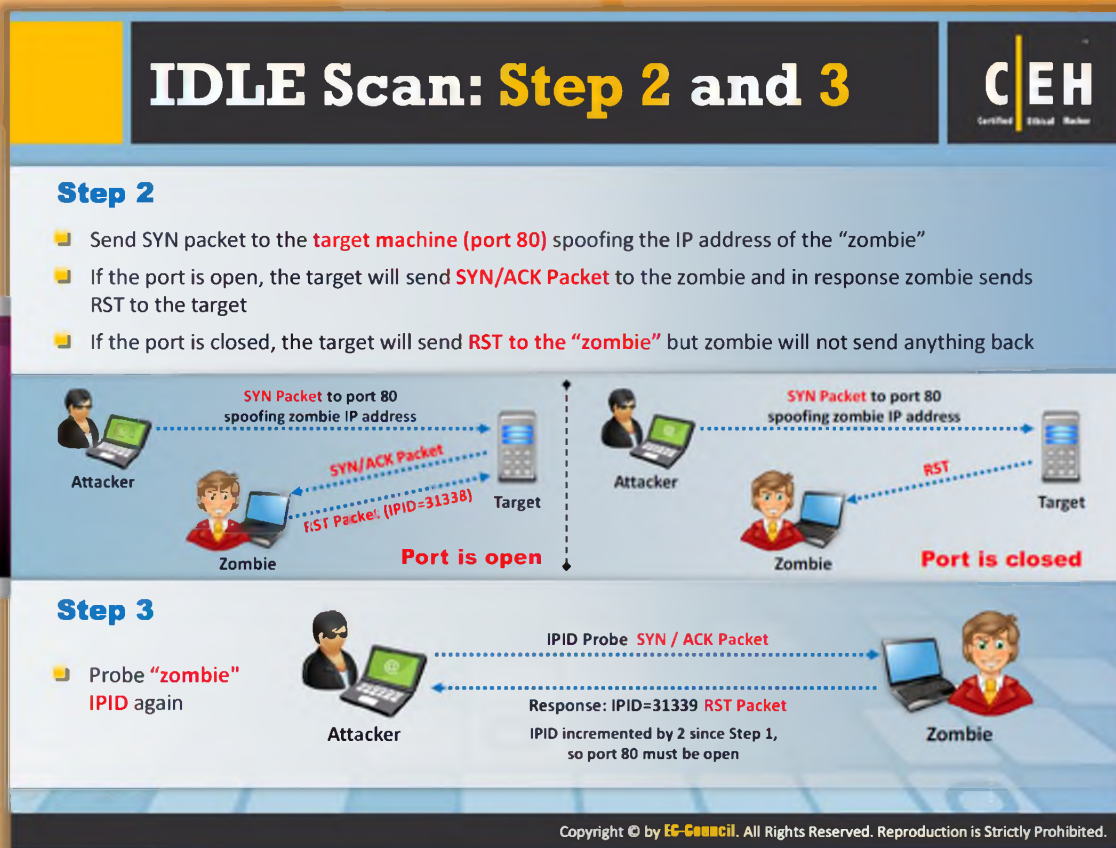 IDLE Scan: Step 2 and 3
C EH
Certified Ethical Hacker
Step 2
Send SYN packet to the target machine (port 80) spoofing the IP address of the “zombie”
If the port is open, the target will send SYN/ACK Packet to the zombie and in response zombie sends
RST to the target
If the port is closed, the target will send RST to the “zombie” but zombie will not send anything back
SYN Packet to port 80
spoofing zombie IP address
SYN/ACK Packet
RST Packet (IPID=31338)
Attacker
Target
Zombie
Port is open
SYN Packet to port 80
spoofing zombie IP address
RST
Attacker
Target
Zombie
Port is closed
Step 3
Probe “zombie"
IPID again
IPID Probe SYN / ACK Packet
Response: IPID=31339 RST Packet
IPID incremented by 2 since Step 1,
so port 80 must be open
Attacker
Zombie
Copyright © by EC-Council. All Rights Reserved. Reproduction is Strictly Prohibited.